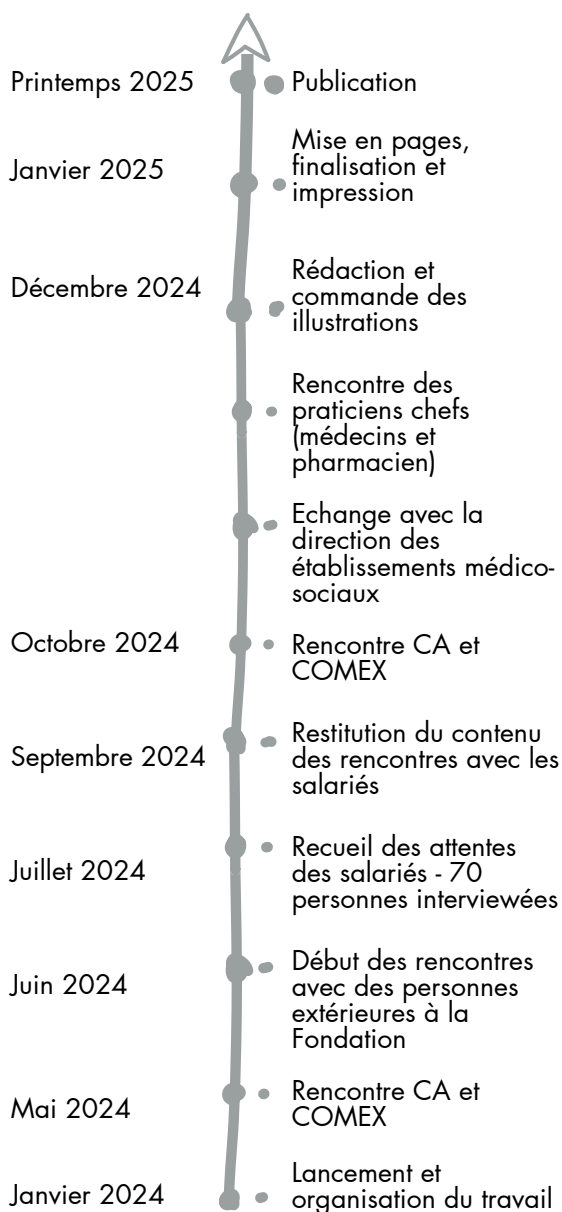 Printemps 2025
Publication
Janvier 2025
Mise en pages,
finalisation et
impression
Décembre 2024
Rédaction et
commande des
illustrations
Rencontre des
praticiens chefs
(médecins et
pharmacien)
Echange avec la
direction des
établissements médico-
sociaux
Octobre 2024
Rencontre CA et
COMEX
Septembre 2024
Restitution du contenu
des rencontres avec les
salariés
Juillet 2024
Recueil des attentes
des salariés - 70
personnes interviewées
Juin 2024
Début des rencontres
avec des personnes
extérieures à la
Fondation
Mai 2024
Rencontre CA et
COMEX
Janvier 2024
Lancement et
organisation du travail